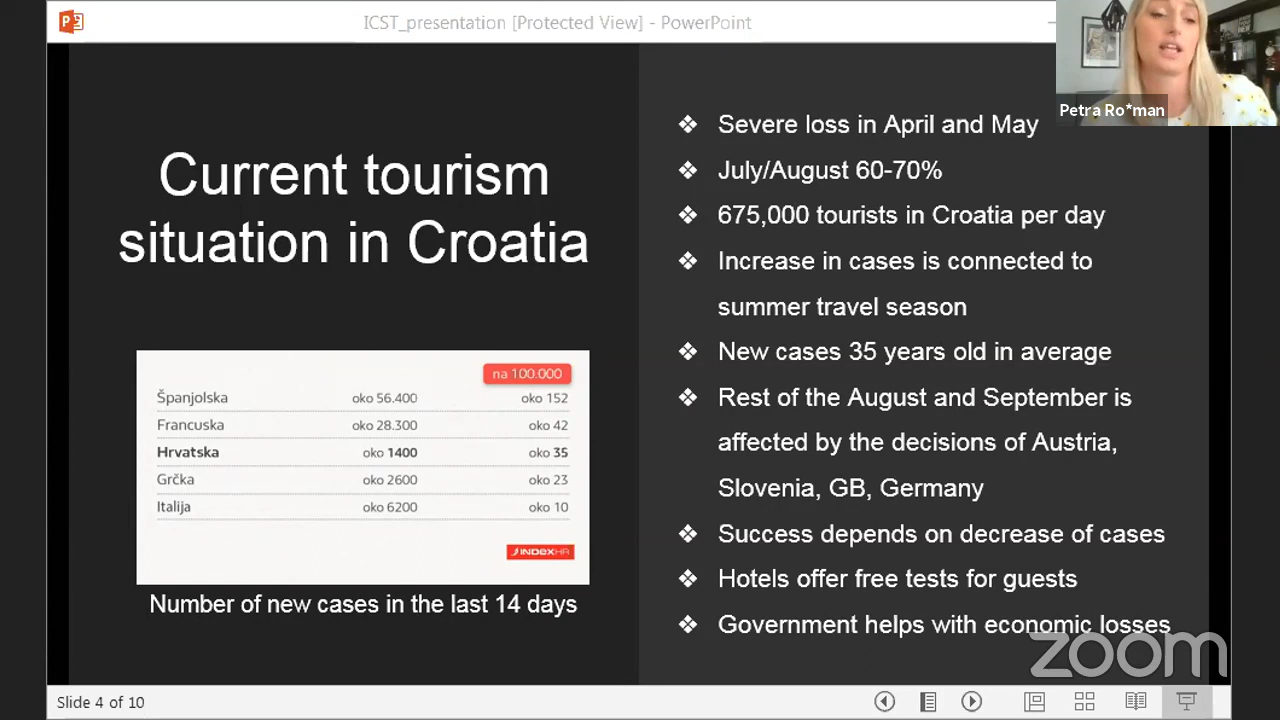 ICST_presentation [Protected View] - PowerPoint
Petra Ro*man
Current tourism
situation in Croatia
na 100.000
Španjolska oko 56.400 oko 152
Francuska oko 28.300 oko 42
Hrvatska oko 1400 oko 35
Grčka oko 2600 oko 23
Italija oko 6200 oko 10
INDEXHR
Number of new cases in the last 14 days
❖ Severe loss in April and May
❖ July/August 60-70%
❖ 675,000 tourists in Croatia per day
❖ Increase in cases is connected to
summer travel season
❖ New cases 35 years old in average
❖ Rest of the August and September is
affected by the decisions of Austria,
Slovenia, GB, Germany
❖ Success depends on decrease of cases
❖ Hotels offer free tests for guests
❖ Government helps with economic losses
zoom
Slide 4 of 10